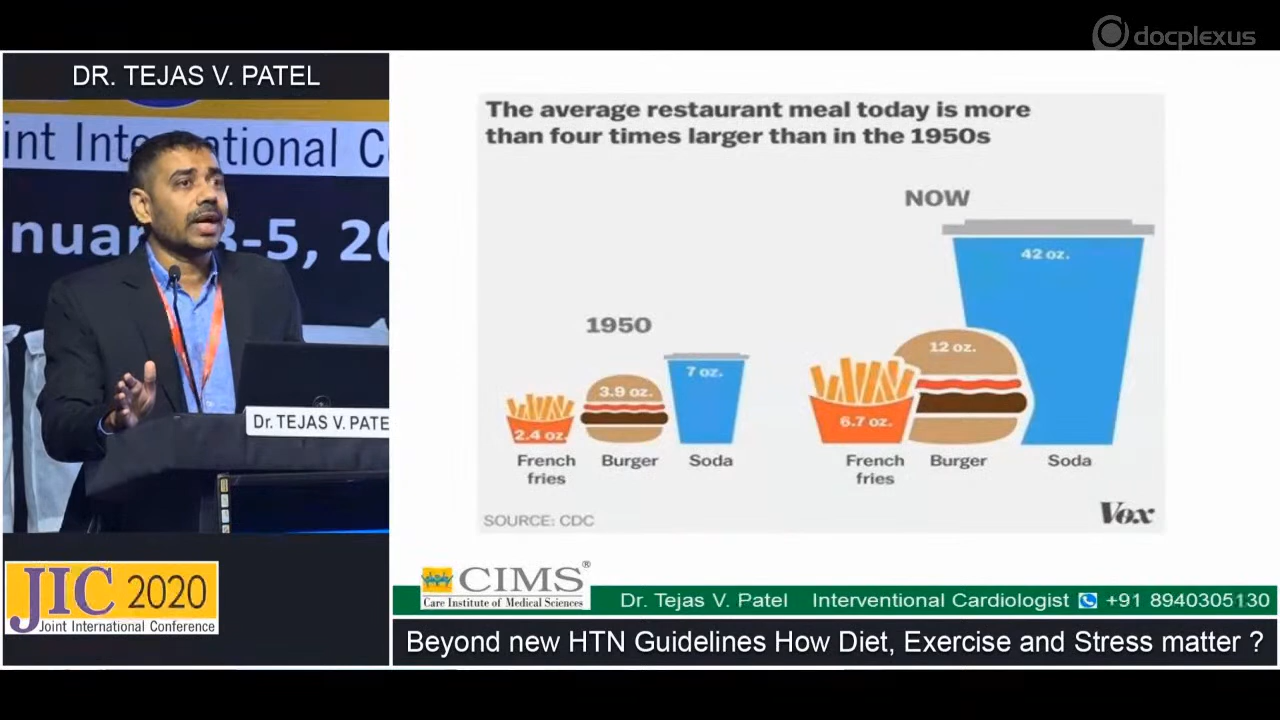 docplexus
DR. TEJAS V. PATEL
int International C
nuar 3-5, 20
Dr. TEJAS V. PATE
JIC 2020
Joint International Conference
The average restaurant meal today is more
than four times larger than in the 1950s
NOW
42 oz.
1950
12 oz.
7 oz.
3.9 oz.
2.4 oz.
6.7 oz.
French
fries
Burger
Soda
French
fries
Burger
Soda
SOURCE: CDC
Vox
CIMS®
Care Institute of Medical Sciences
Dr. Tejas V. Patel Interventional Cardiologist +91 8940305130
Beyond new HTN Guidelines How Diet, Exercise and Stress matter ?